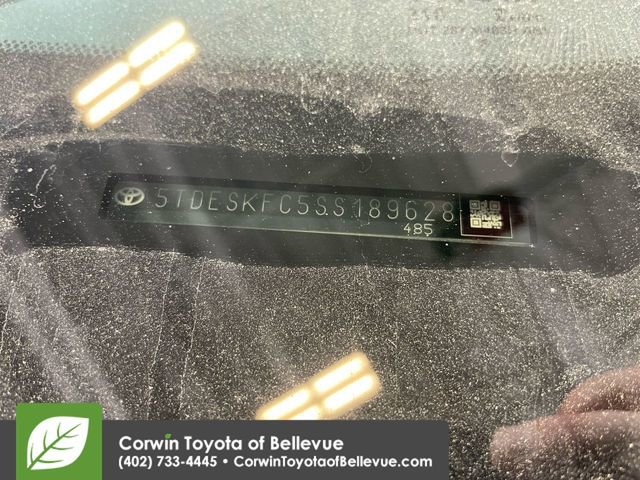 5TDESKFC5SS189628
485
Corwin Toyota of Bellevue
(402) 733-4445 • CorwinToyotaofBellevue.com